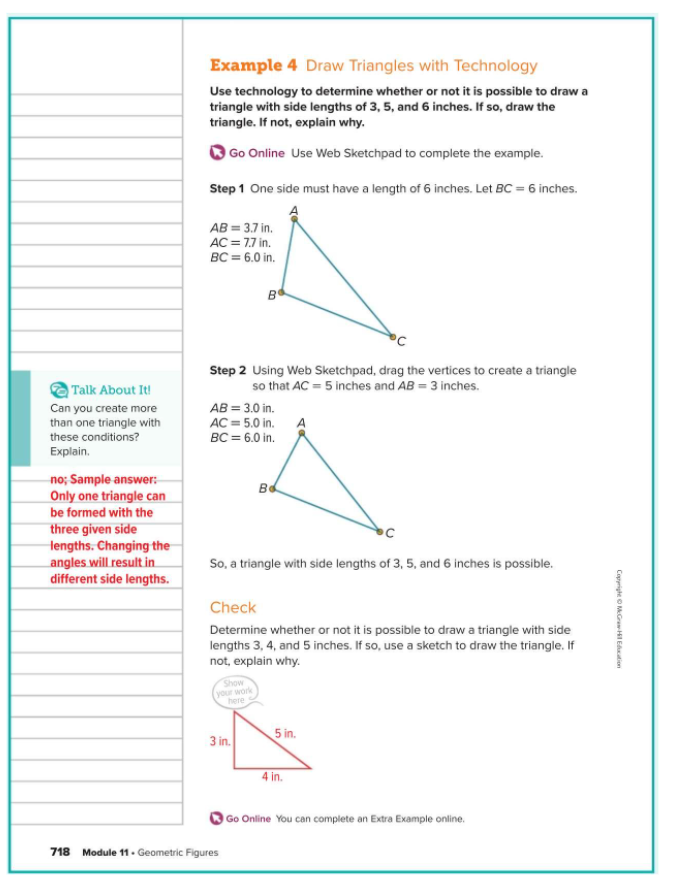 Example 4 Draw Triangles with Technology
Use technology to determine whether or not it is possible to draw a
triangle with side lengths of 3, 5, and 6 inches. If so, draw the
triangle. If not, explain why.
Go Online Use Web Sketchpad to complete the example.
Step 1 One side must have a length of 6 inches. Let BC = 6 inches.
A
AB = 3.7 in.
AC = 7.7 in.
BC = 6.0 in.
B
C
Step 2 Using Web Sketchpad, drag the vertices to create a triangle
so that AC = 5 inches and AB = 3 inches.
AB = 3.0 in.
AC = 5.0 in.
BC = 6.0 in.
A
B
C
So, a triangle with side lengths of 3, 5, and 6 inches is possible.
Talk About It!
Can you create more
than one triangle with
these conditions?
Explain.
no; Sample answer:
Only one triangle can
be formed with the
three given side
lengths. Changing the
angles will result in
different side lengths.
Check
Determine whether or not it is possible to draw a triangle with side
lengths 3, 4, and 5 inches. If so, use a sketch to draw the triangle. If
not, explain why.
Show
your work
here
3 in.
5 in.
4 in.
Go Online You can complete an Extra Example online.
718 Module 11 • Geometric Figures
Copyright © McGraw-Hill Education